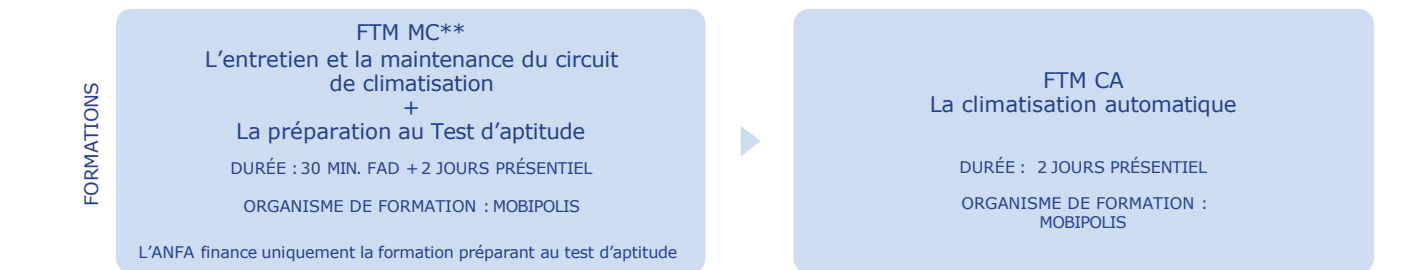 FORMATIONS
FTM MC**
L'entretien et la maintenance du circuit
de climatisation
+
La préparation au Test d'aptitude
DURÉE : 30 MIN. FAD + 2 JOURS PRÉSENTIEL
ORGANISME DE FORMATION : MOBIPOLIS
L'ANFA finance uniquement la formation préparant au test d'aptitude
FTM CA
La climatisation automatique
DURÉE : 2 JOURS PRÉSENTIEL
ORGANISME DE FORMATION :
MOBIPOLIS